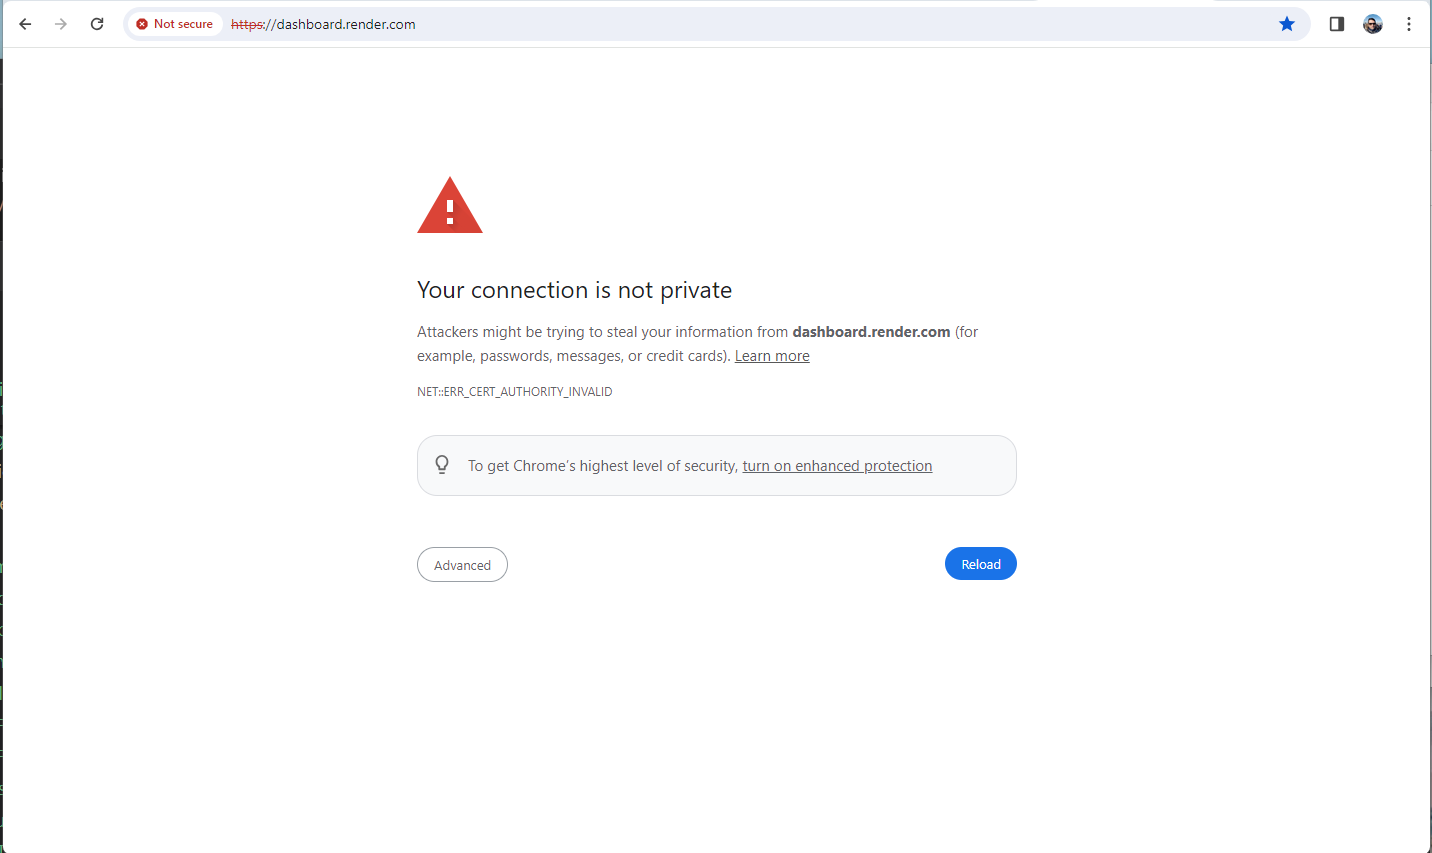 Not secure https://dashboard.render.com
Your connection is not private
Attackers might be trying to steal your information from dashboard.render.com (for
example, passwords, messages, or credit cards). Learn more
NET::ERR_CERT_AUTHORITY_INVALID
To get Chrome's highest level of security, turn on enhanced protection
Advanced
Reload